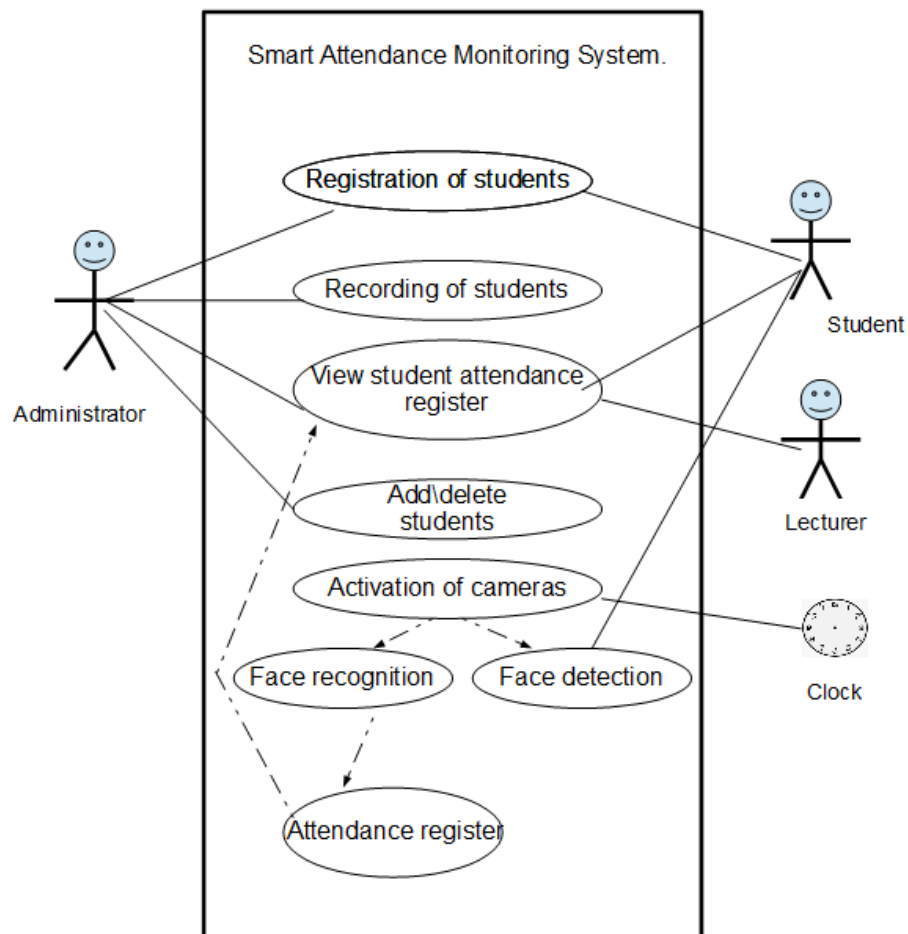 Smart Attendance Monitoring System.
Registration of students
Recording of students
View student attendance
register
Add\delete
students
Activation of cameras
Face recognition
Face detection
Attendance register
Administrator
Student
Lecturer
Clock